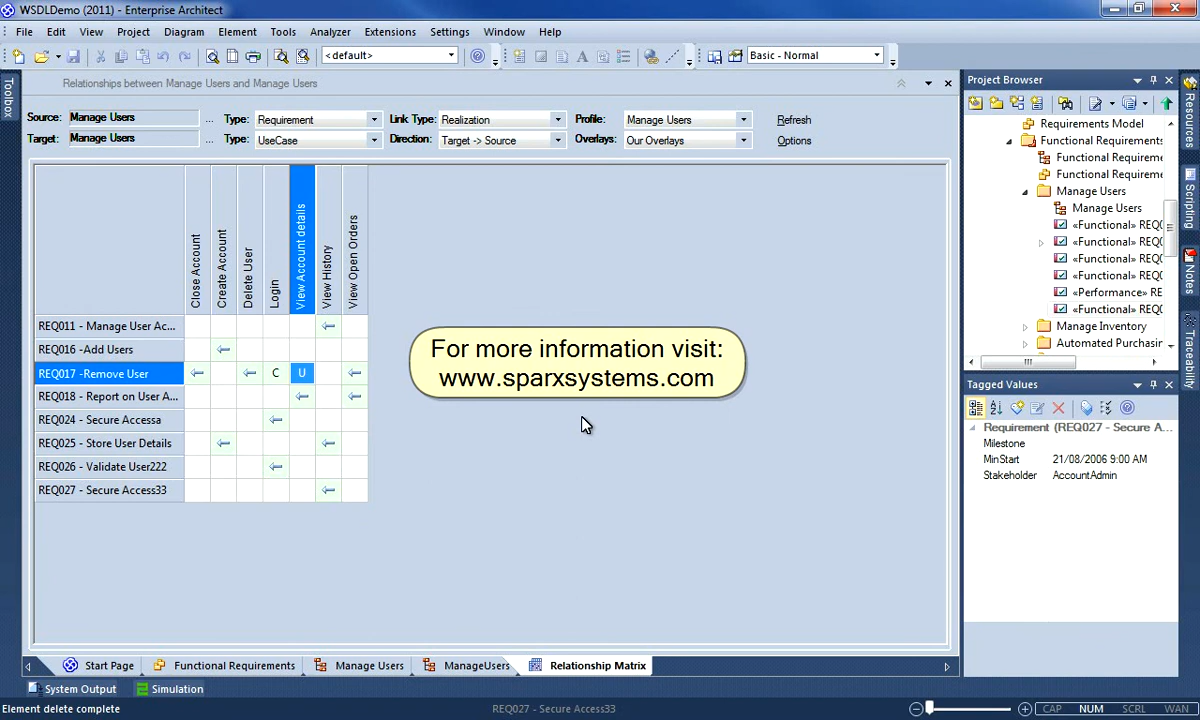 WSDLDemo (2011) - Enterprise Architect
File Edit View Project Diagram Element Tools Analyzer Extensions Settings Window Help
<default> Basic - Normal
Toolbox
Relationships between Manage Users and Manage Users
Source: Manage Users ... Type: Requirement Link Type: Realization Profile: Manage Users Refresh
Target: Manage Users ... Type: UseCase Direction: Target -> Source Overlays: Our Overlays Options
Close Account
Create Account
Delete User
Login
View Account details
View History
View Open Orders
REQ011 - Manage User Ac...
REQ016 -Add Users
REQ017 -Remove User C U
REQ018 - Report on User A...
REQ024 - Secure Accessa
REQ025 - Store User Details
REQ026 - Validate User222
REQ027 - Secure Access33
For more information visit:
www.sparxsystems.com
Project Browser
Requirements Model
Functional Requirements
Functional Requireme
Functional Requireme
Manage Users
Manage Users
«Functional» REQ0
«Functional» REQ0
«Functional» REQ0
«Functional» REQ0
«Performance» RE
«Functional» REQ0
Manage Inventory
Automated Purchasin
Tagged Values
Requirement (REQ027 - Secure A...
Milestone
MinStart 21/08/2006 9:00 AM
Stakeholder AccountAdmin
Resources
Scripting
Notes
Traceability
Start Page Functional Requirements Manage Users ManageUsers Relationship Matrix
System Output Simulation
Element delete complete REQ027 - Secure Access33 CAP NUM SCRL WAN